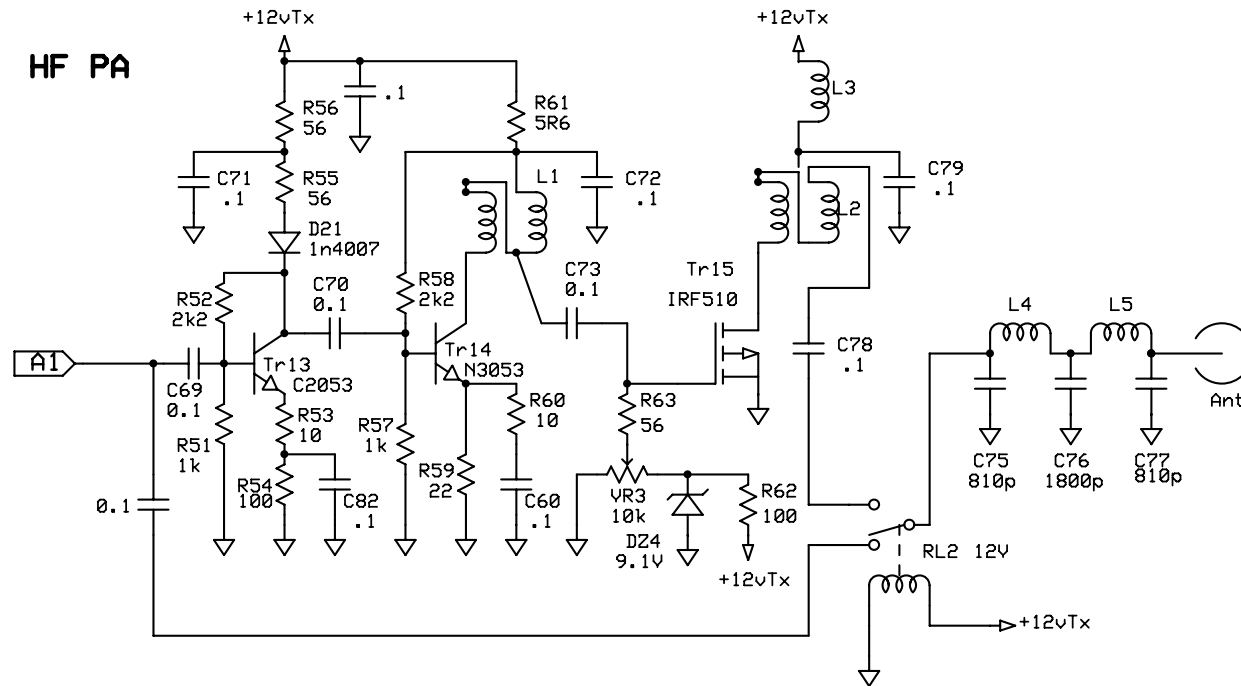 HF PA
+12vTx
+12vTx
R56
56
.1
R61
5R6
L3
C71
.1
R55
56
L1
C72
.1
C79
.1
L2
D21
1n4007
R52
2k2
C70
0.1
R58
2k2
C73
0.1
Tr15
IRF510
L4
L5
A1
C69
0.1
Tr13
C2053
Tr14
N3053
C78
.1
R51
1k
R53
10
R57
1k
R60
10
R63
56
Ant
R54
100
C82
.1
R59
22
C60
.1
VR3
10k
DZ4
9.1V
R62
100
C75
810p
C76
1800p
C77
810p
0.1
+12vTx
RL2 12V
+12vTx